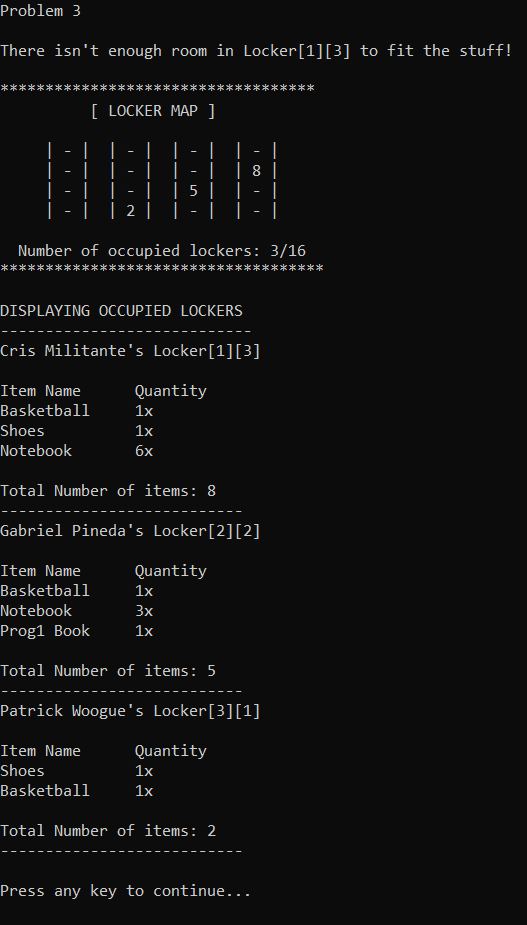 Problem 3
There isn't enough room in Locker[1][3] to fit the stuff!
***********************************
[ LOCKER MAP ]
| - |  | - |  | - |  | - |
| - |  | - |  | - |  | 8 |
| - |  | - |  | 5 |  | - |
| - |  | 2 |  | - |  | - |
Number of occupied lockers: 3/16
************************************
DISPLAYING OCCUPIED LOCKERS
----------------------------
Cris Militante's Locker[1][3]
Item Name      Quantity
Basketball     1x
Shoes          1x
Notebook       6x
Total Number of items: 8
---------------------------
Gabriel Pineda's Locker[2][2]
Item Name      Quantity
Basketball     1x
Notebook       3x
Prog1 Book     1x
Total Number of items: 5
---------------------------
Patrick Woogue's Locker[3][1]
Item Name      Quantity
Shoes          1x
Basketball     1x
Total Number of items: 2
---------------------------
Press any key to continue...